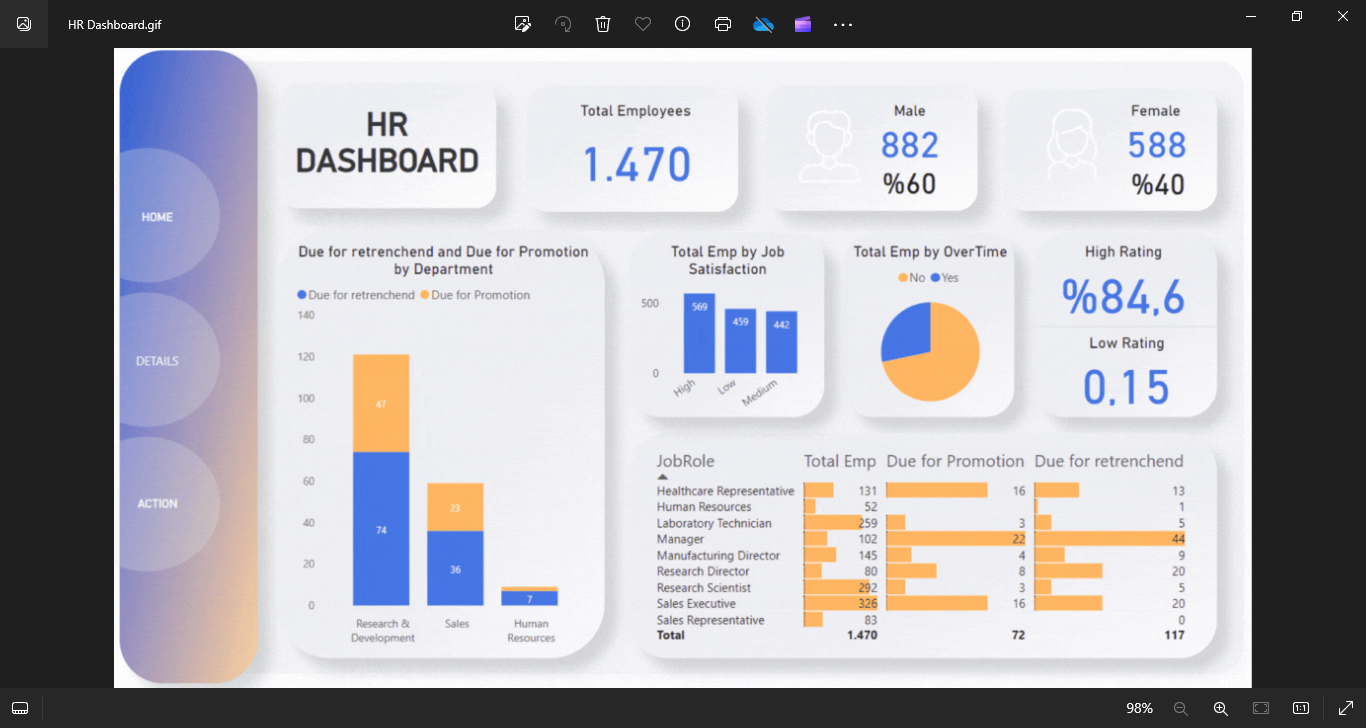 HR Dashboard.gif
HR
DASHBOARD
Total Employees
1.470
Male
882
%60
Female
588
%40
HOME
DETAILS
ACTION
Due for retrenchend and Due for Promotion
by Department
Due for retrenchend Due for Promotion
140
120
100
80
60
40
20
0
47
74
23
36
7
Research &
Development
Sales
Human
Resources
Total Emp by Job
Satisfaction
500
0
569
459
442
High
Low
Medium
Total Emp by OverTime
No Yes
High Rating
%84,6
Low Rating
0,15
JobRole Total Emp Due for Promotion Due for retrenchend
Healthcare Representative 131 16 13
Human Resources 52 1
Laboratory Technician 259 3 5
Manager 102 22 44
Manufacturing Director 145 4 9
Research Director 80 8 20
Research Scientist 292 3 5
Sales Executive 326 16 20
Sales Representative 83 0
Total 1.470 72 117
98%
1:1